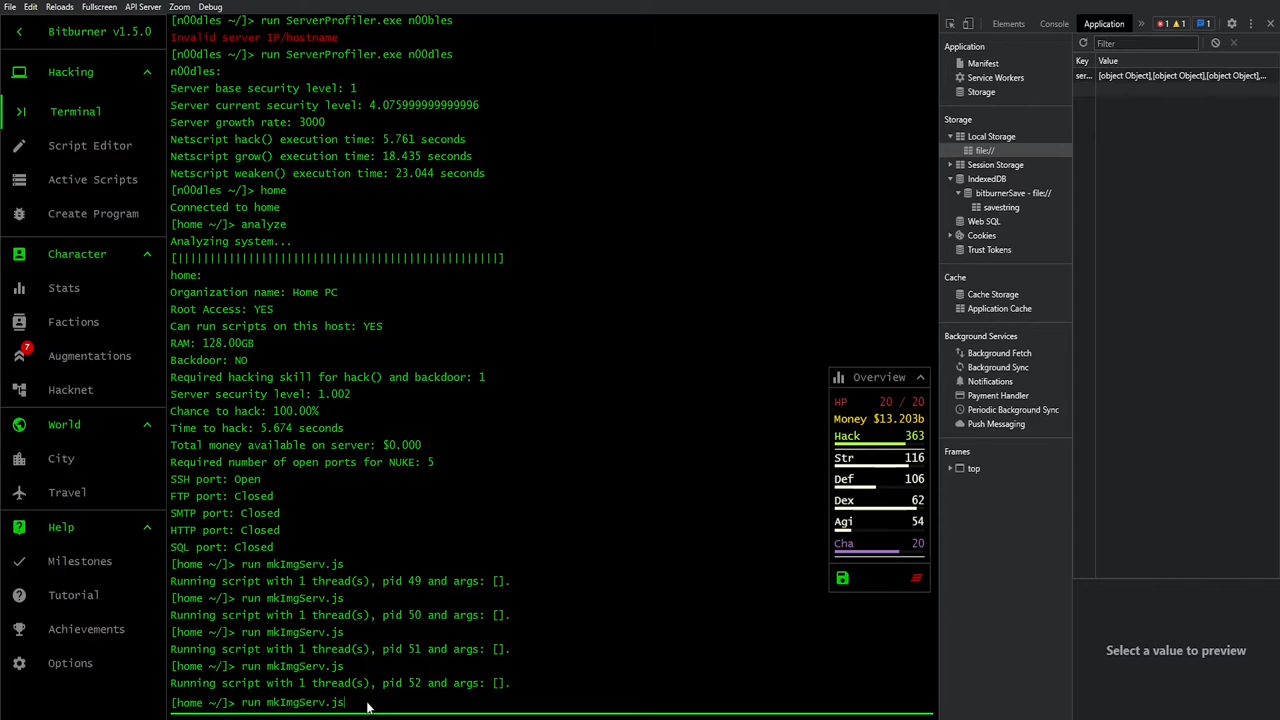 File Edit Reloads Fullscreen API Server Zoom Debug
Bitburner v1.5.0
Hacking
Terminal
Script Editor
Active Scripts
Create Program
Character
Stats
Factions
7
Augmentations
Hacknet
World
City
Travel
Help
Milestones
Tutorial
Achievements
Options
[n00dles ~/]> run ServerProfiler.exe n00bles
Invalid server IP/hostname
[n00dles ~/]> run ServerProfiler.exe n00dles
n00dles:
Server base security level: 1
Server current security level: 4.075999999999996
Server growth rate: 3000
Netscript hack() execution time: 5.761 seconds
Netscript grow() execution time: 18.435 seconds
Netscript weaken() execution time: 23.044 seconds
[n00dles ~/]> home
Connected to home
[home ~/]> analyze
Analyzing system...
[||||||||||||||||||||||||||||||||||||||||||||||||||]
home:
Organization name: Home PC
Root Access: YES
Can run scripts on this host: YES
RAM: 128.00GB
Backdoor: NO
Required hacking skill for hack() and backdoor: 1
Server security level: 1.002
Chance to hack: 100.00%
Time to hack: 5.674 seconds
Total money available on server: $0.000
Required number of open ports for NUKE: 5
SSH port: Open
FTP port: Closed
SMTP port: Closed
HTTP port: Closed
SQL port: Closed
[home ~/]> run mkImgServ.js
Running script with 1 thread(s), pid 49 and args: [].
[home ~/]> run mkImgServ.js
Running script with 1 thread(s), pid 50 and args: [].
[home ~/]> run mkImgServ.js
Running script with 1 thread(s), pid 51 and args: [].
[home ~/]> run mkImgServ.js
Running script with 1 thread(s), pid 52 and args: [].
[home ~/]> run mkImgServ.js
Overview
HP 20 / 20
Money $13.203b
Hack 363
Str 116
Def 106
Dex 62
Agi 54
Cha 20
Elements Console Application » 1 1 1
Application
Manifest
Service Workers
Storage
Storage
Local Storage
file://
Session Storage
IndexedDB
bitburnerSave - file://
savestring
Web SQL
Cookies
Trust Tokens
Cache
Cache Storage
Application Cache
Background Services
Background Fetch
Background Sync
Notifications
Payment Handler
Periodic Background Sync
Push Messaging
Frames
top
Filter
Key Value
ser... [object Object],[object Object],[object Object],...
Select a value to preview